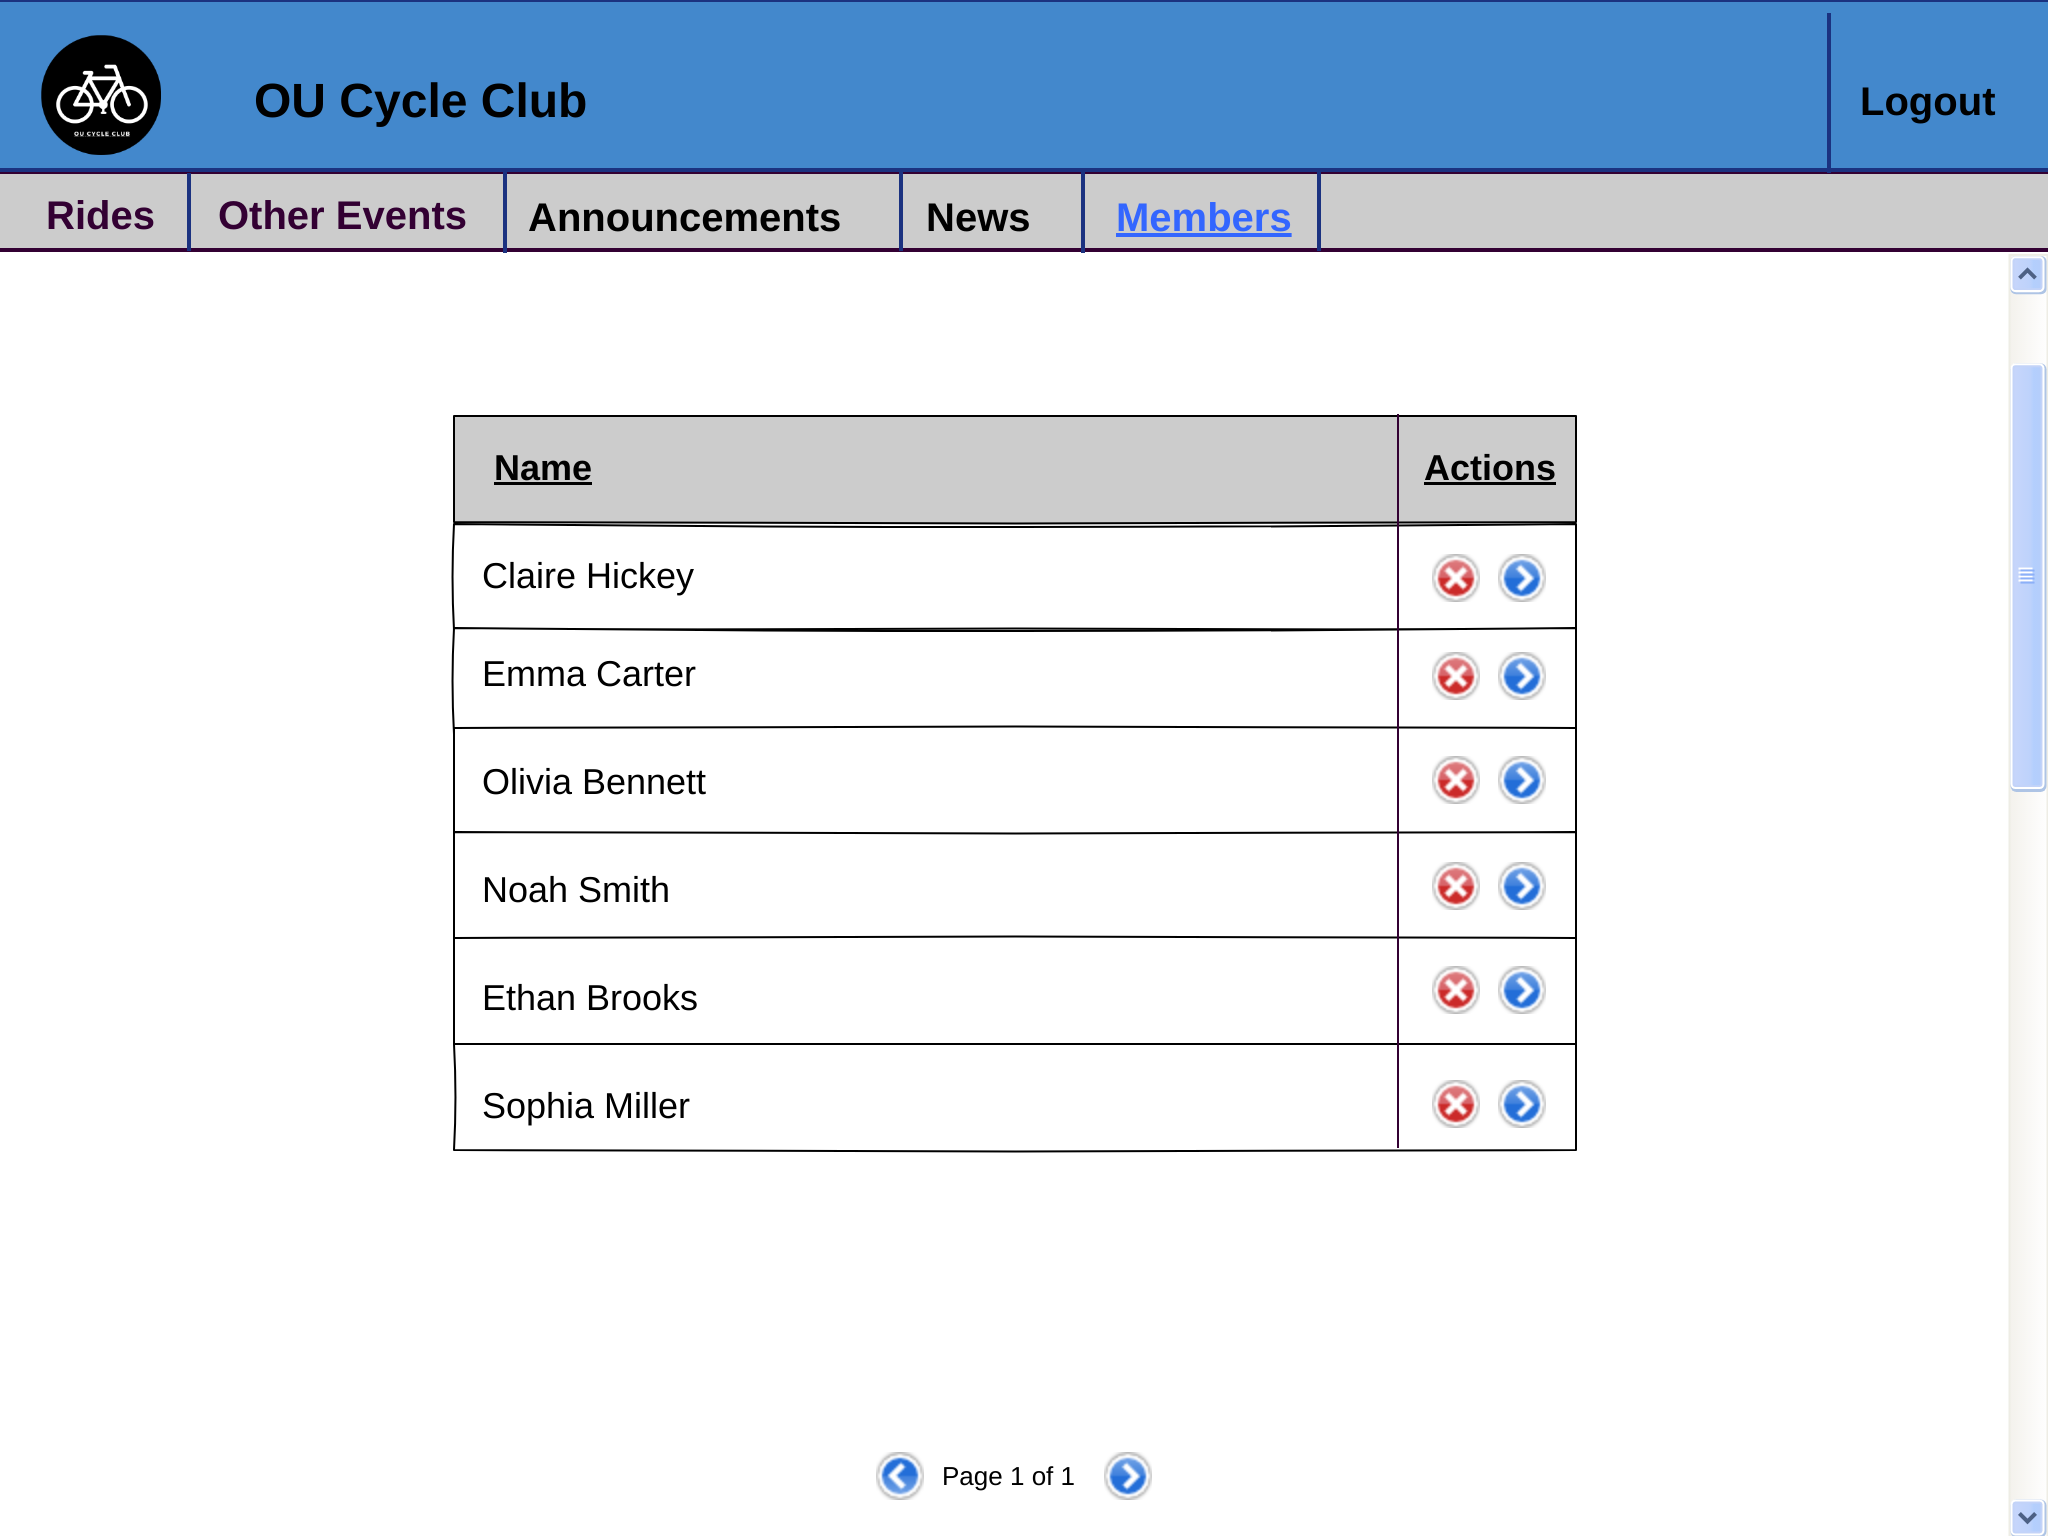 OU CYCLE CLUB
OU Cycle Club
Logout
Rides
Other Events
Announcements
News
Members
Name
Actions
Claire Hickey
Emma Carter
Olivia Bennett
Noah Smith
Ethan Brooks
Sophia Miller
Page 1 of 1